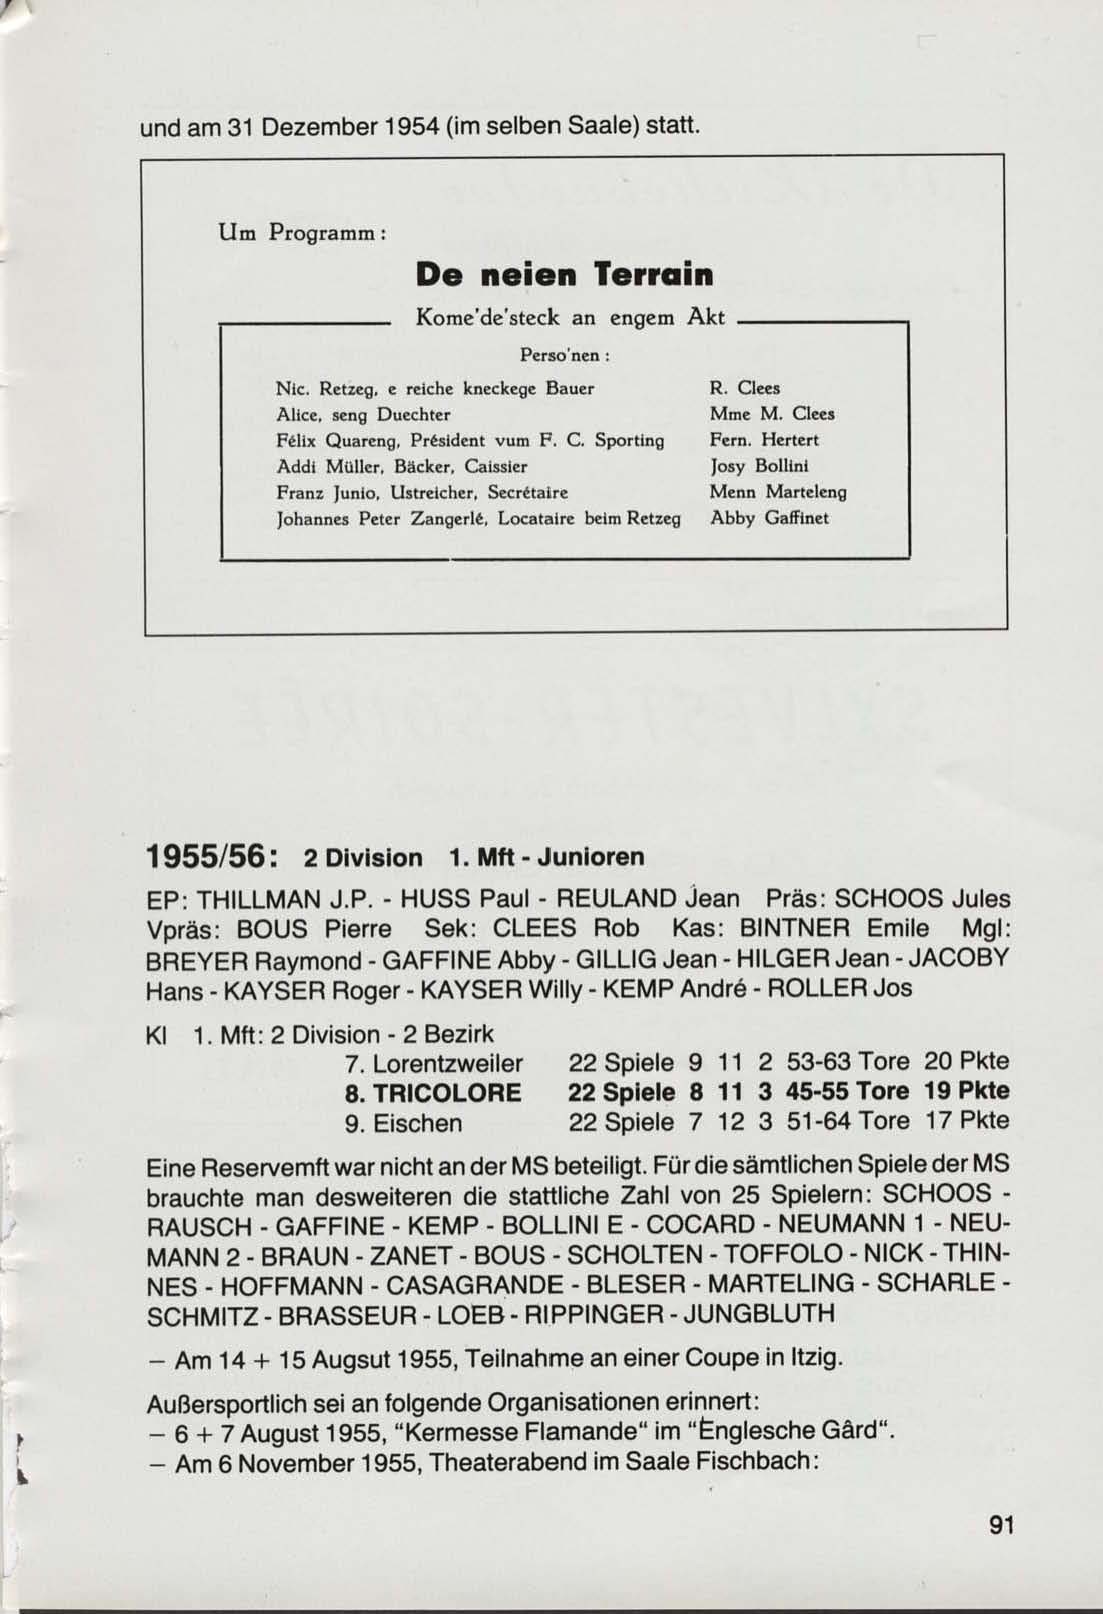 und am 31 Dezember 1954 (im selben Saale) statt.
Um Programm :
De neien Terrain
Kome'de'steck an engem Akt
Perso'nen :
Nic. Retzeg, e reiche kneckege Bauer R. Clees
Alice, seng Duechter Mme M. Clees
Félix Quareng, Président vum F. C. Sporting Fern. Hertert
Addi Müller, Bäcker, Caissier Josy Bollini
Franz Junio, Ustreicher, Secrétaire Menn Marteleng
Johannes Peter Zangerlé, Locataire beim Retzeg Abby Gaffinet
1955/56: 2 Division 1. Mft - Junioren
EP: THILLMAN J.P. - HUSS Paul - REULAND Jean Präs: SCHOOS Jules
Vpräs: BOUS Pierre Sek: CLEES Rob Kas: BINTNER Emile Mgl:
BREYER Raymond - GAFFINE Abby - GILLIG Jean - HILGER Jean - JACOBY
Hans - KAYSER Roger - KAYSER Willy - KEMP André - ROLLER Jos
Kl 1. Mft: 2 Division - 2 Bezirk
7. Lorentzweiler 22 Spiele 9 11 2 53-63 Tore 20 Pkte
8. TRICOLORE 22 Spiele 8 11 3 45-55 Tore 19 Pkte
9. Eischen 22 Spiele 7 12 3 51-64 Tore 17 Pkte
Eine Reservemft war nicht an der MS beteiligt. Für die sämtlichen Spiele der MS
brauchte man desweiteren die stattliche Zahl von 25 Spielern: SCHOOS -
RAUSCH - GAFFINE - KEMP - BOLLINI E - COCARD - NEUMANN 1 - NEU-
MANN 2 - BRAUN - ZANET - BOUS - SCHOLTEN - TOFFOLO - NICK - THIN-
NES - HOFFMANN - CASAGRANDE - BLESER - MARTELING - SCHARLE -
SCHMITZ - BRASSEUR - LOEB - RIPPINGER - JUNGBLUTH
– Am 14 + 15 Augsut 1955, Teilnahme an einer Coupe in Itzig.
Außersportlich sei an folgende Organisationen erinnert:
– 6 + 7 August 1955, “Kermesse Flamande“ im “Englesche Gârd“.
– Am 6 November 1955, Theaterabend im Saale Fischbach:
91